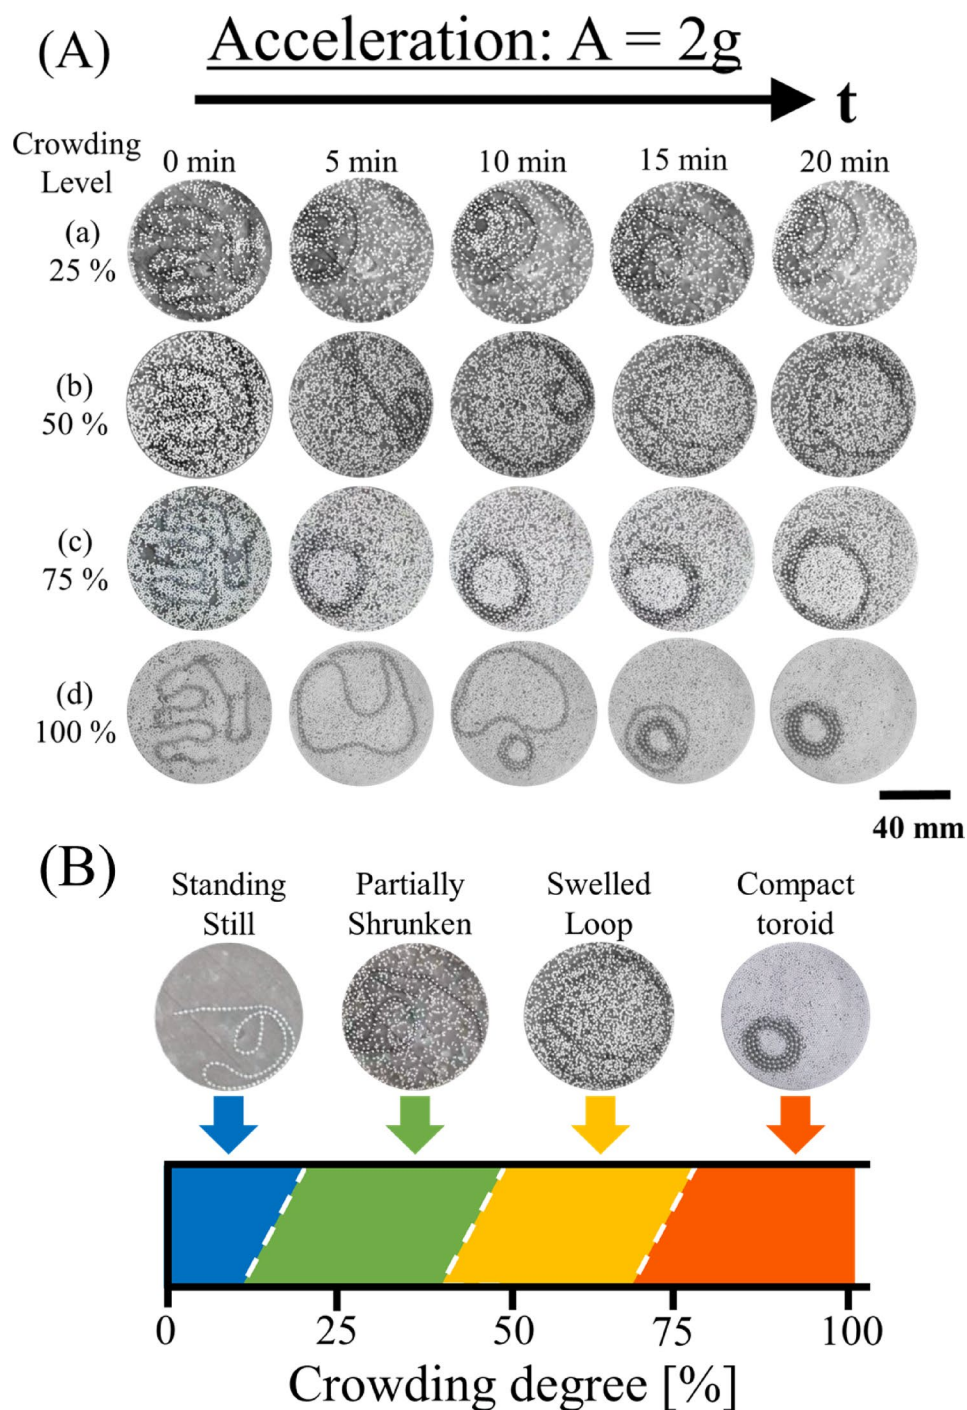 (A)
Acceleration: A = 2g
t
Crowding
Level
0 min 5 min 10 min 15 min 20 min
(a)
25 %
(b)
50 %
(c)
75 %
(d)
100 %
40 mm
(B)
Standing
Still
Partially
Shrunken
Swelled
Loop
Compact
toroid
0 25 50 75 100
Crowding degree [%]